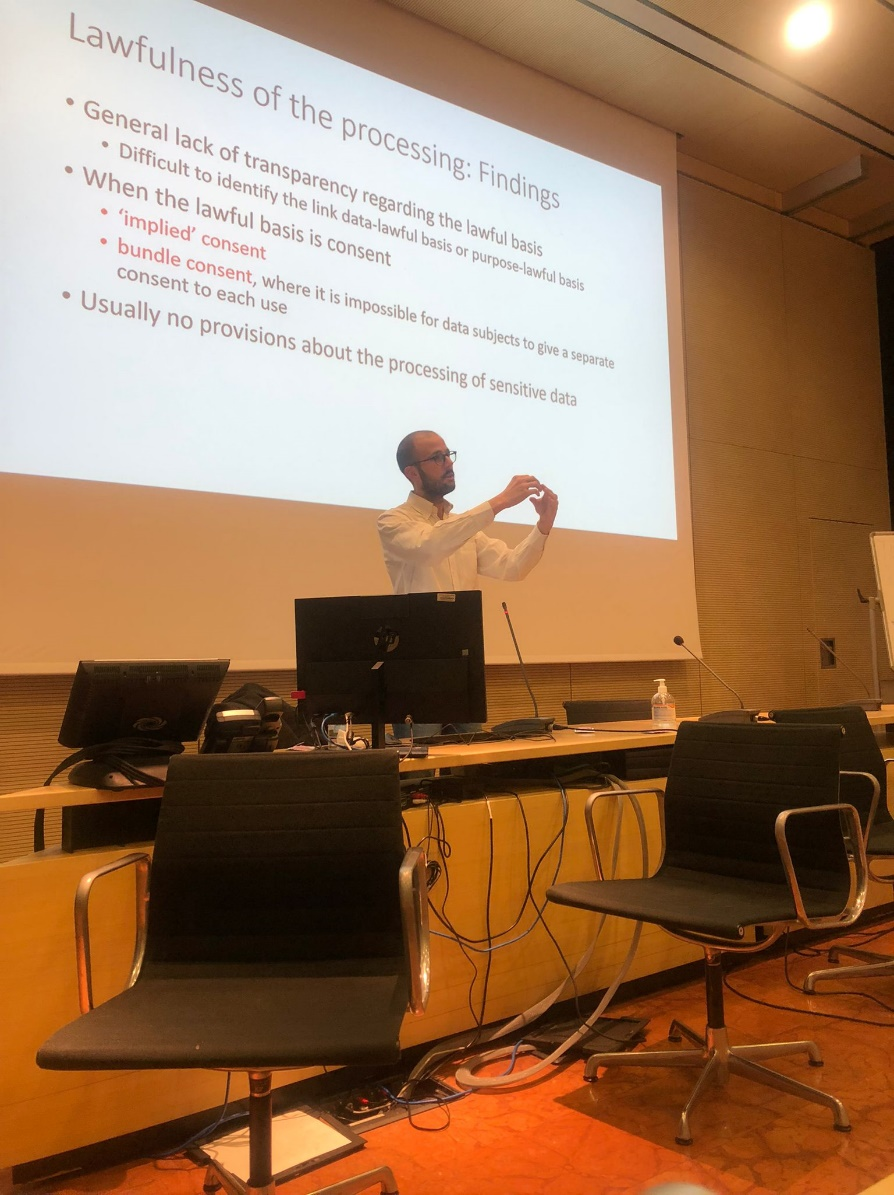 Lawfulness of the processing: Findings
• General lack of transparency regarding the lawful basis
• Difficult to identify the link data-lawful basis or purpose-lawful basis
• When the lawful basis is consent
• ‘implied’ consent
• bundle consent, where it is impossible for data subjects to give a separate
consent to each use
• Usually no provisions about the processing of sensitive data
hp